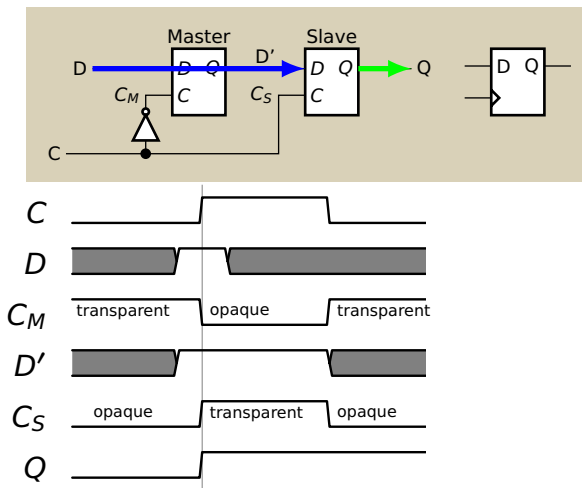 Master Slave
D D Q D' D Q Q D Q
C_M C C_S C
C
C
D
C_M transparent opaque transparent
D′
C_S opaque transparent opaque
Q